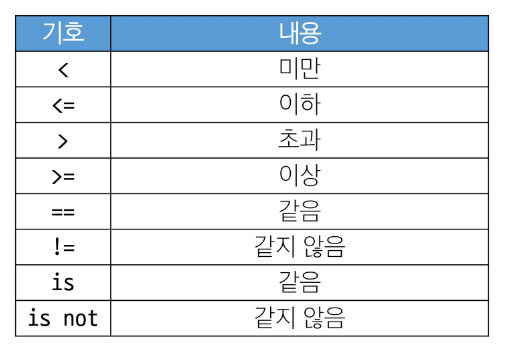 기호 내용
< 미만
<= 이하
> 초과
>= 이상
== 같음
!= 같지 않음
is 같음
is not 같지 않음